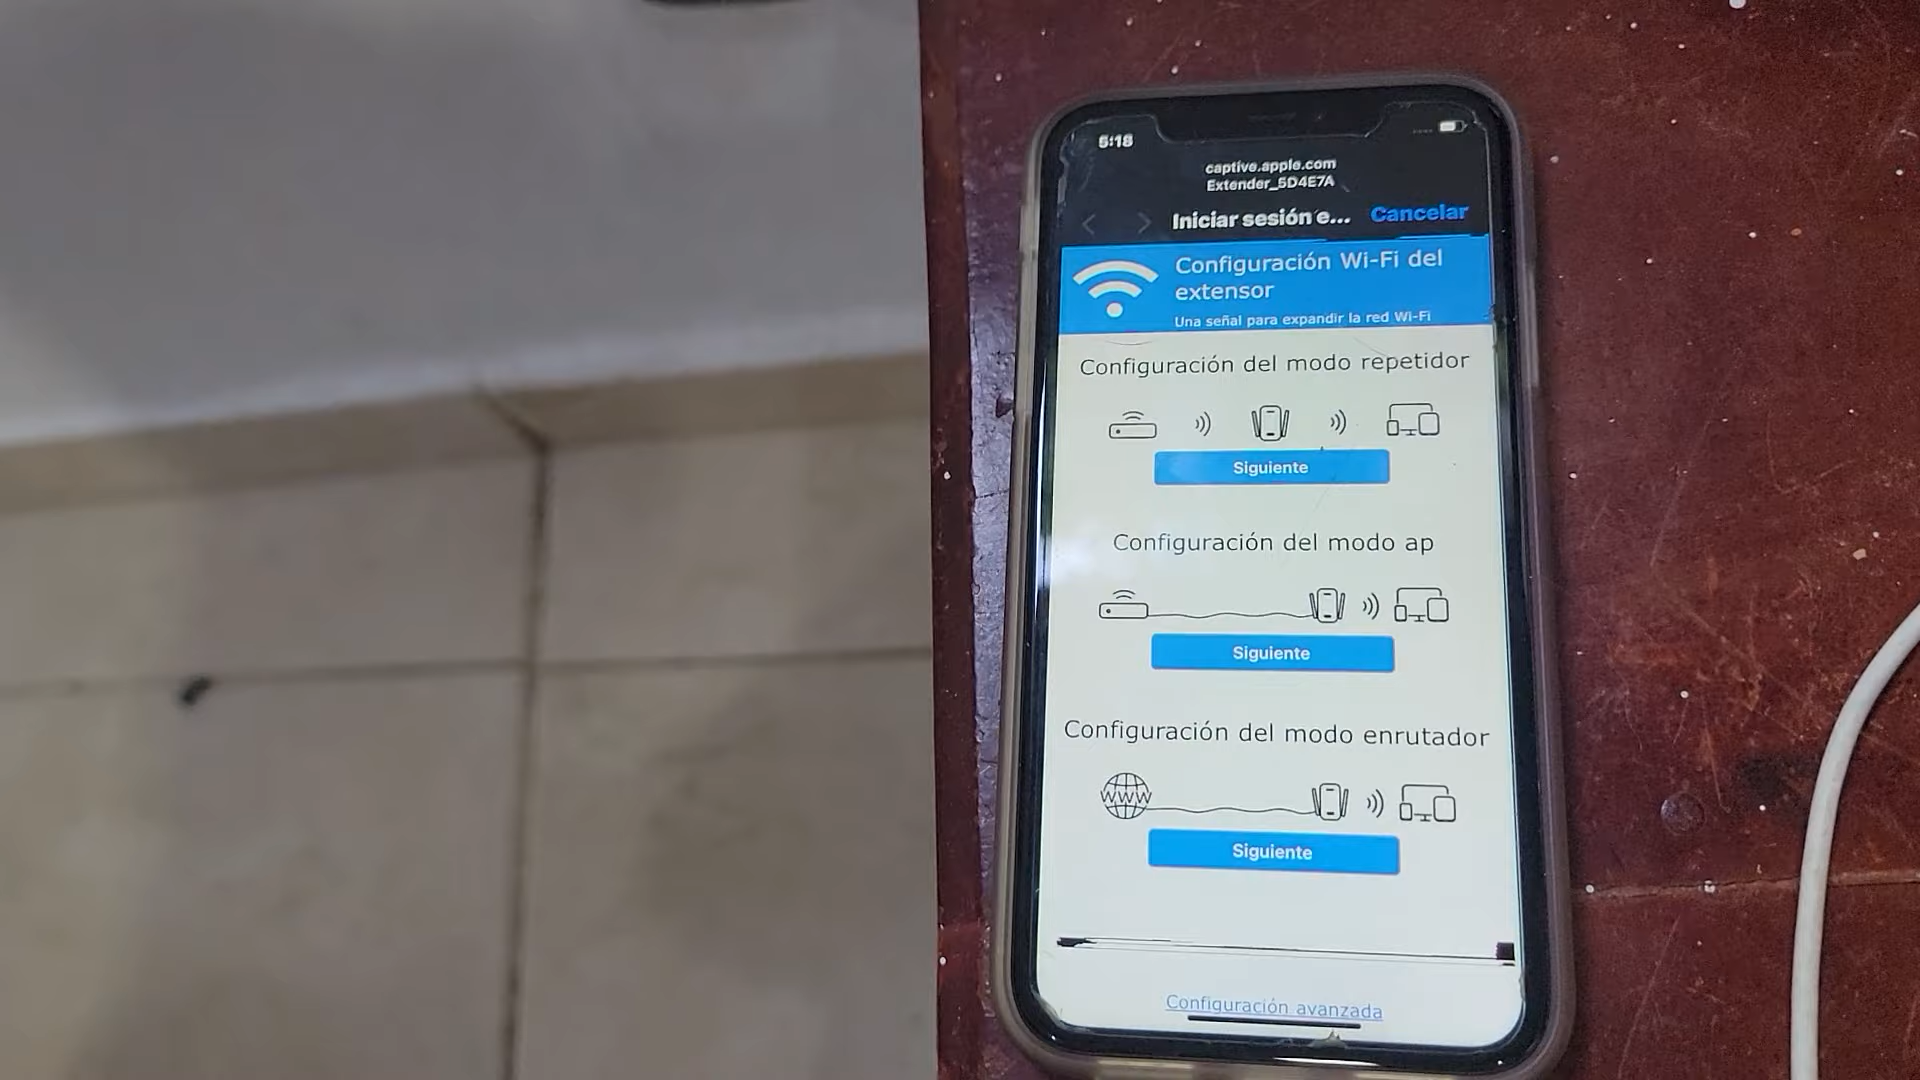 5:18
captive.apple.com
Extender_5D4E7A
Iniciar sesión e...
Cancelar
Configuración Wi-Fi del
extensor
Una señal para expandir la red Wi-Fi
Configuración del modo repetidor
Siguiente
Configuración del modo ap
Siguiente
Configuración del modo enrutador
WWW
Siguiente
Configuración avanzada